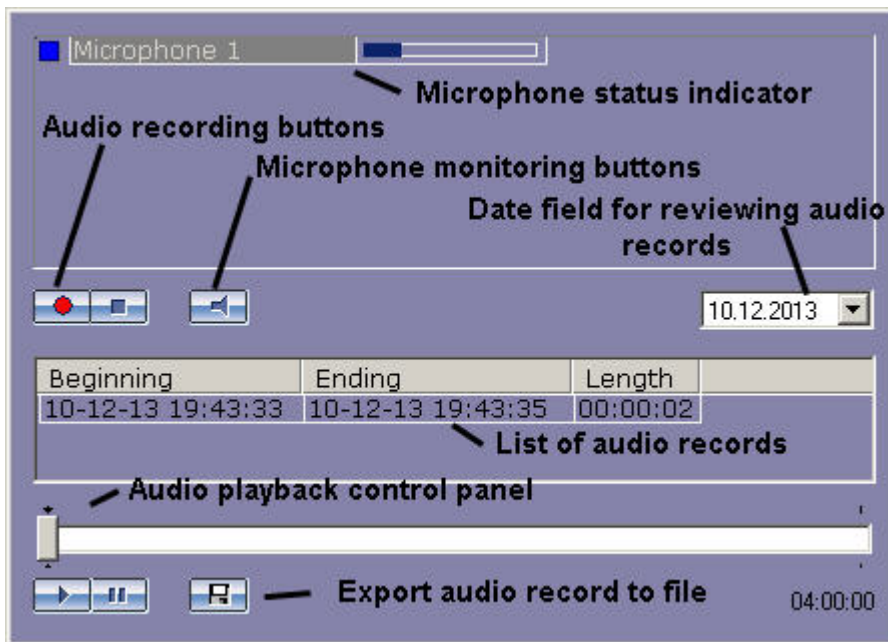 Microphone 1
Microphone status indicator
Audio recording buttons
Microphone monitoring buttons
Date field for reviewing audio
records
10.12.2013
Beginning Ending Length
10-12-13 19:43:33 10-12-13 19:43:35 00:00:02
List of audio records
Audio playback control panel
Export audio record to file
04:00:00